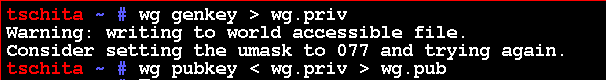 tschita ~ # wg genkey > wg.priv
Warning: writing to world accessible file.
Consider setting the umask to 077 and trying again.
tschita ~ # wg pubkey < wg.priv > wg.pub